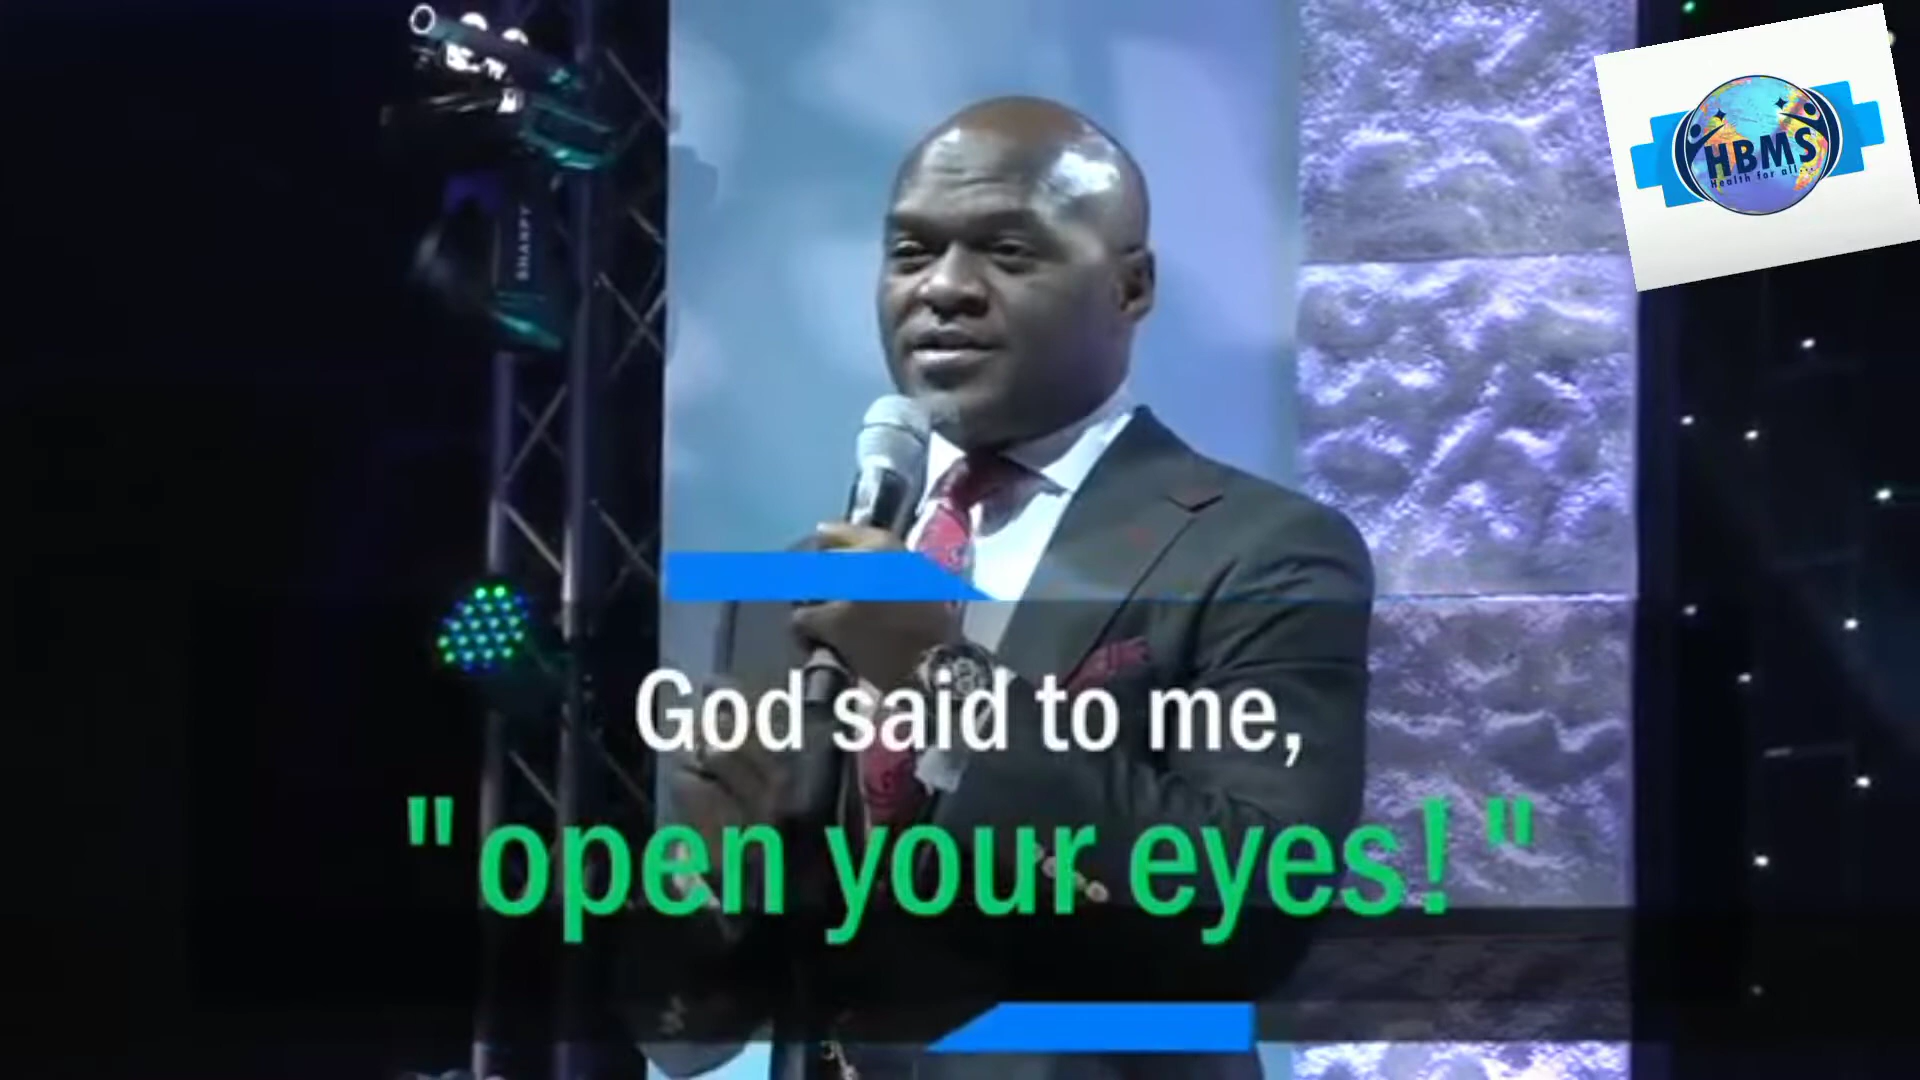 HBMS
Health for all...
SHARPY
God said to me,
"open your eyes!"